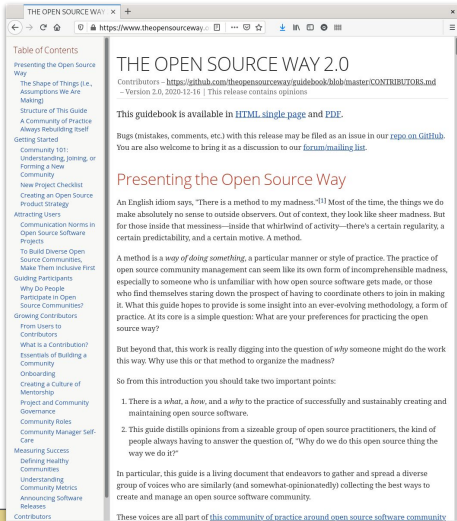 THE OPEN SOURCE WAY
https://www.theopensourceway.o
Table of Contents
Presenting the Open Source
Way
The Shape of Things (I.e.,
Assumptions We Are
Making)
Structure of This Guide
A Community of Practice
Always Rebuilding Itself
Getting Started
Community 101:
Understanding, Joining, or
Forming a New
Community
New Project Checklist
Creating an Open Source
Product Strategy
Attracting Users
Communication Norms in
Open Source Software
Projects
To Build Diverse Open
Source Communities,
Make Them Inclusive First
Guiding Participants
Why Do People
Participate in Open
Source Communities?
Growing Contributors
From Users to
Contributors
What Is a Contribution?
Essentials of Building a
Community
Onboarding
Creating a Culture of
Mentorship
Project and Community
Governance
Community Roles
Community Manager Self-
Care
Measuring Success
Defining Healthy
Communities
Understanding
Community Metrics
Announcing Software
Releases
Contributors
THE OPEN SOURCE WAY 2.0
Contributors – https://github.com/theopensourceway/guidebook/blob/master/CONTRIBUTORS.md
– Version 2.0, 2020-12-16 | This release contains opinions
This guidebook is available in HTML single page and PDF.
Bugs (mistakes, comments, etc.) with this release may be filed as an issue in our repo on GitHub.
You are also welcome to bring it as a discussion to our forum/mailing list.
Presenting the Open Source Way
An English idiom says, "There is a method to my madness."[1] Most of the time, the things we do
make absolutely no sense to outside observers. Out of context, they look like sheer madness. But
for those inside that messiness—inside that whirlwind of activity—there's a certain regularity, a
certain predictability, and a certain motive. A method.
A method is a way of doing something, a particular manner or style of practice. The practice of
open source community management can seem like its own form of incomprehensible madness,
especially to someone who is unfamiliar with how open source software gets made, or those
who find themselves staring down the prospect of having to coordinate others to join in making
it. What this guide hopes to provide is some insight into an ever-evolving methodology, a form of
practice. At its core is a simple question: What are your preferences for practicing the open
source way?
But beyond that, this work is really digging into the question of why someone might do the work
this way. Why use this or that method to organize the madness?
So from this introduction you should take two important points:
1. There is a what, a how, and a why to the practice of successfully and sustainably creating and
maintaining open source software.
2. This guide distills opinions from a sizeable group of open source practitioners, the kind of
people always having to answer the question of, "Why do we do this open source thing the
way we do it?"
In particular, this guide is a living document that endeavors to gather and spread a diverse
group of voices who are similarly (and somewhat-opinionatedly) collecting the best ways to
create and manage an open source software community.
These voices are all part of this community of practice around open source software community